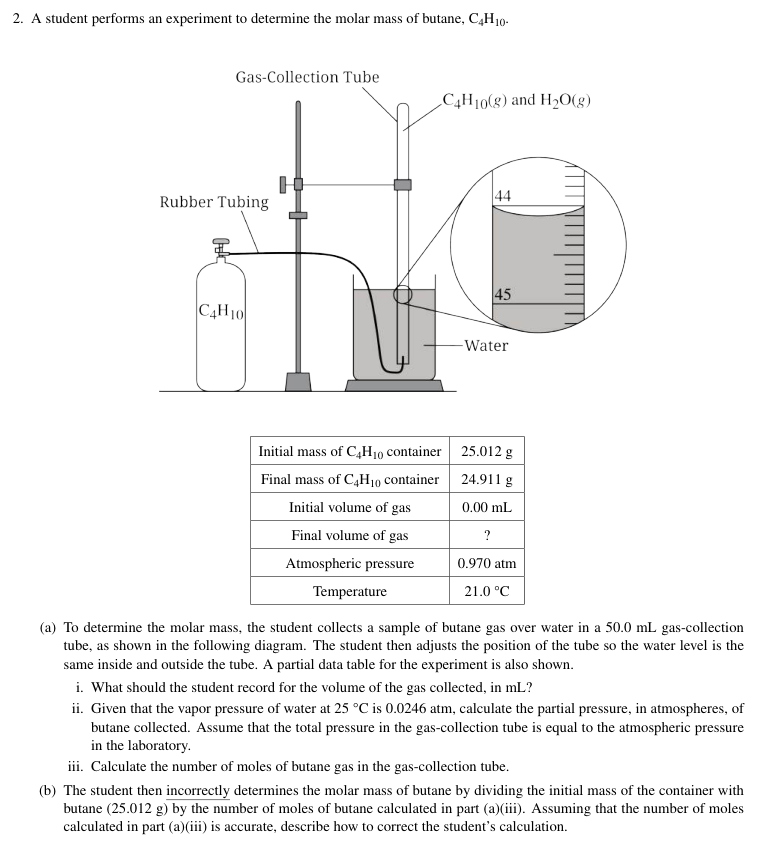 2. A student performs an experiment to determine the molar mass of butane, C₄H₁₀.
Gas-Collection Tube
C₄H₁₀(g) and H₂O(g)
44
Rubber Tubing
45
C₄H₁₀
Water
Initial mass of C₄H₁₀ container 25.012 g
Final mass of C₄H₁₀ container 24.911 g
Initial volume of gas 0.00 mL
Final volume of gas ?
Atmospheric pressure 0.970 atm
Temperature 21.0 °C
(a) To determine the molar mass, the student collects a sample of butane gas over water in a 50.0 mL gas-collection
tube, as shown in the following diagram. The student then adjusts the position of the tube so the water level is the
same inside and outside the tube. A partial data table for the experiment is also shown.
i. What should the student record for the volume of the gas collected, in mL?
ii. Given that the vapor pressure of water at 25 °C is 0.0246 atm, calculate the partial pressure, in atmospheres, of
butane collected. Assume that the total pressure in the gas-collection tube is equal to the atmospheric pressure
in the laboratory.
iii. Calculate the number of moles of butane gas in the gas-collection tube.
(b) The student then incorrectly determines the molar mass of butane by dividing the initial mass of the container with
butane (25.012 g) by the number of moles of butane calculated in part (a)(iii). Assuming that the number of moles
calculated in part (a)(iii) is accurate, describe how to correct the student's calculation.